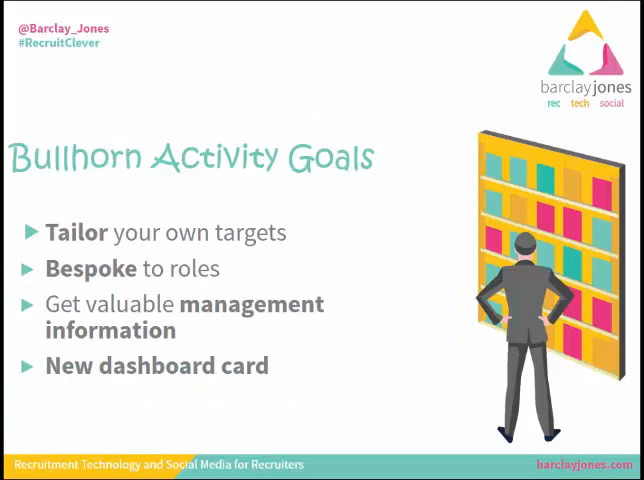 @Barclay_Jones
#RecruitClever
barclayjones
rec tech social
Bullhorn Activity Goals
Tailor your own targets
Bespoke to roles
Get valuable management
information
New dashboard card
Recruitment Technology and Social Media for Recruiters
barclayjones.com